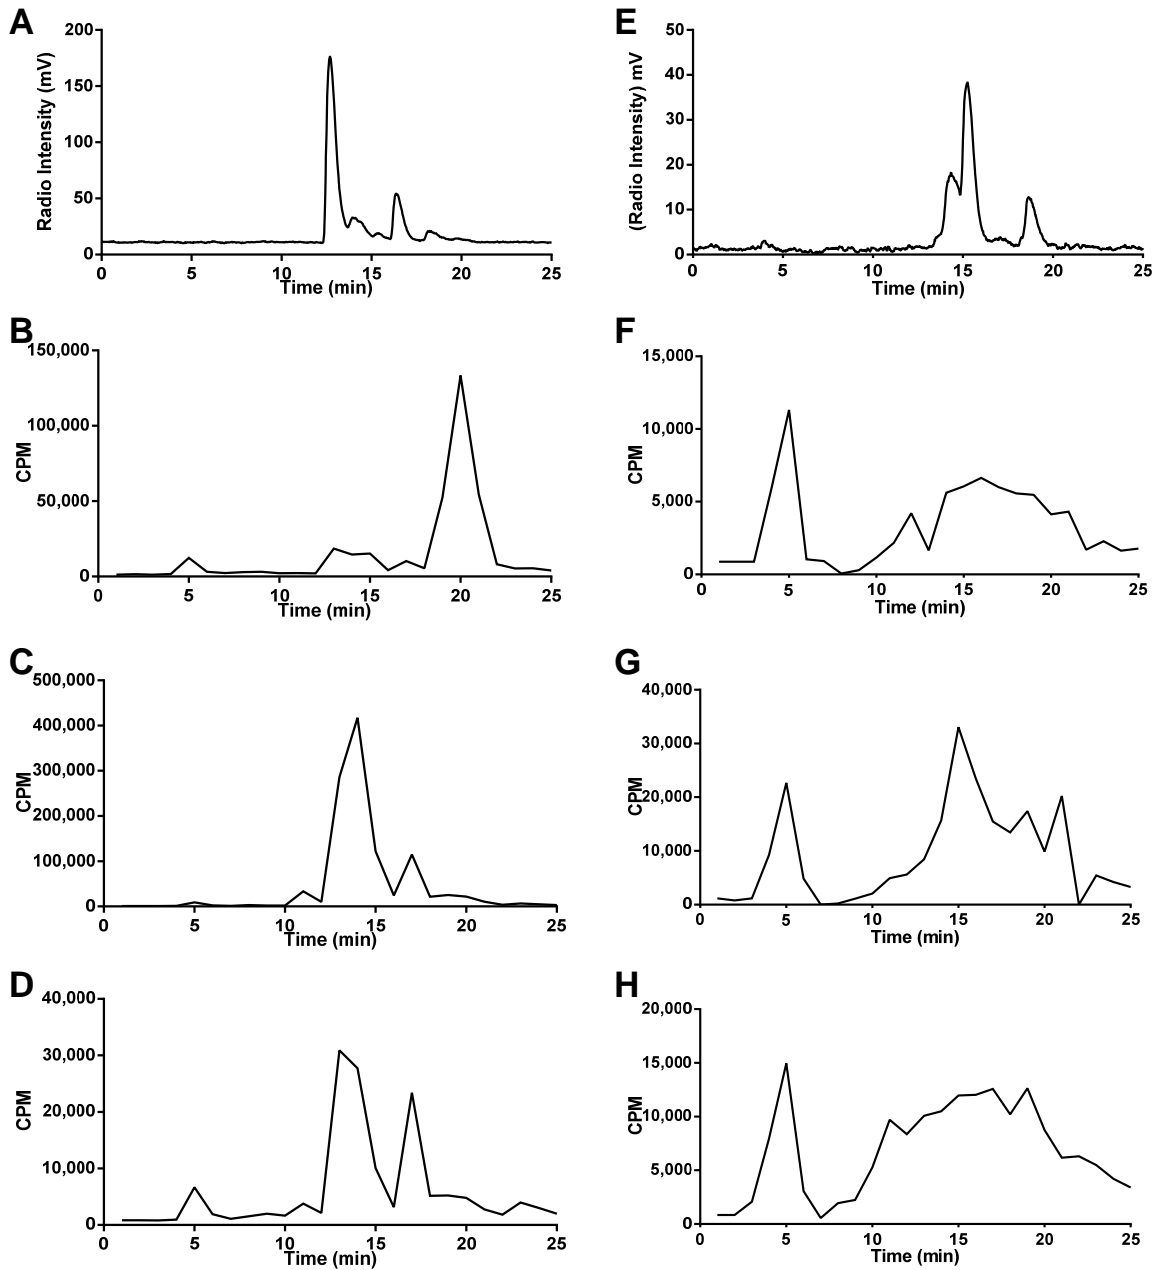 A
200
150
100
50
0
Radio Intensity (mV)
0 5 10 15 20 25
Time (min)
B
150,000
100,000
50,000
0
CPM
0 5 10 15 20 25
Time (min)
C
500,000
400,000
300,000
200,000
100,000
0
CPM
0 5 10 15 20 25
Time (min)
D
40,000
30,000
20,000
10,000
0
CPM
0 5 10 15 20 25
Time (min)
E
50
40
30
20
10
0
(Radio Intensity) mV
0 5 10 15 20 25
Time (min)
F
15,000
10,000
5,000
0
CPM
0 5 10 15 20 25
Time (min)
G
40,000
30,000
20,000
10,000
0
CPM
0 5 10 15 20 25
Time (min)
H
20,000
15,000
10,000
5,000
0
CPM
0 5 10 15 20 25
Time (min)